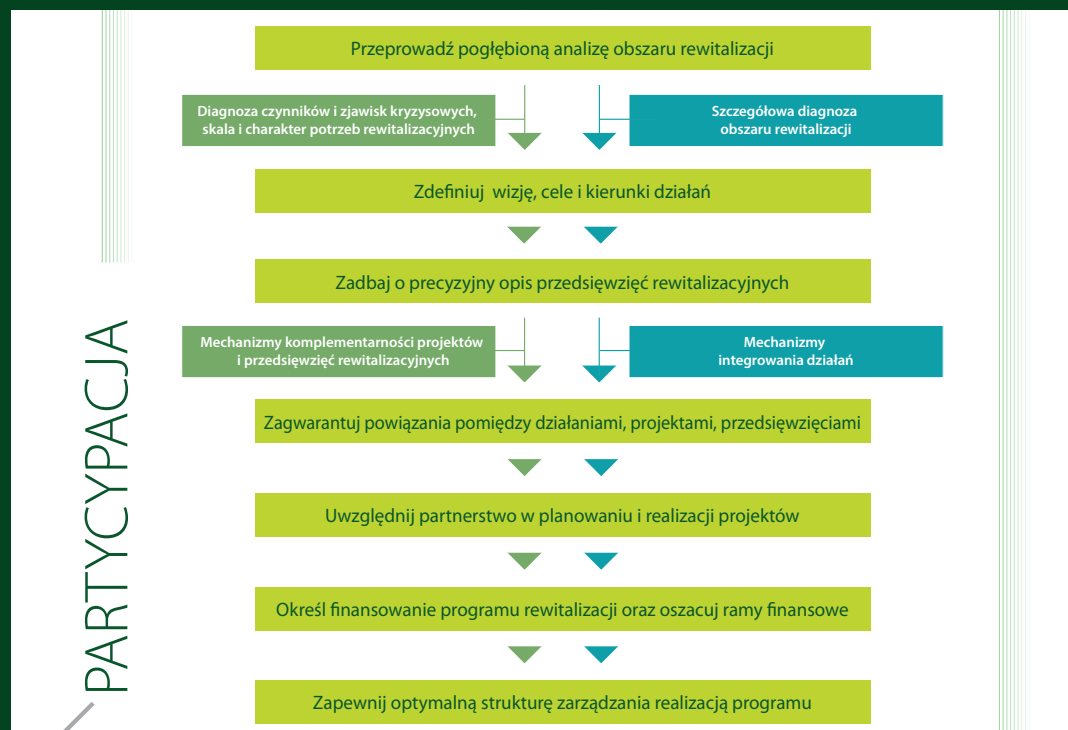 Przeprowadź pogłębioną analizę obszaru rewitalizacji
Diagnoza czynników i zjawisk kryzysowych,
skala i charakter potrzeb rewitalizacyjnych
Szczegółowa diagnoza
obszaru rewitalizacji
Zdefiniuj wizję, cele i kierunki działań
Zadbaj o precyzyjny opis przedsięwzięć rewitalizacyjnych
Mechanizmy komplementarności projektów
i przedsięwzięć rewitalizacyjnych
Mechanizmy
integrowania działań
Zagwarantuj powiązania pomiędzy działaniami, projektami, przedsięwzięciami
Uwzględnij partnerstwo w planowaniu i realizacji projektów
Określ finansowanie programu rewitalizacji oraz oszacuj ramy finansowe
Zapewnij optymalną strukturę zarządzania realizacją programu
PARTYCYPACJA